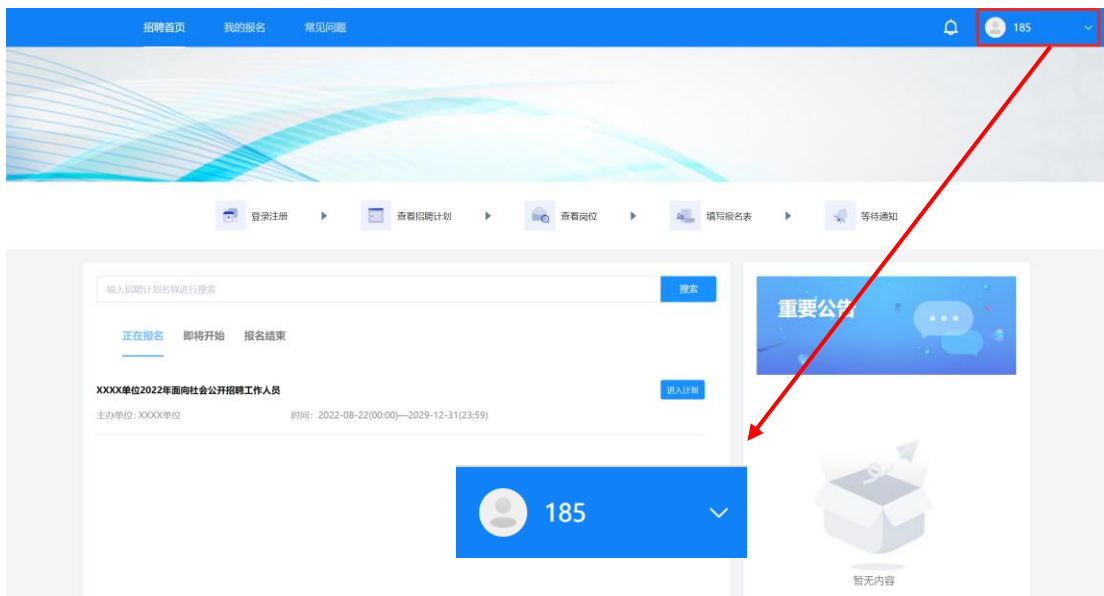 招聘首页 我的报名 常见问题 185
登录注册 查看招聘计划 查看岗位 填写报名表 等待通知
输入招聘计划名称进行搜索 搜索
重要公告
正在报名 即将开始 报名结束
XXXX单位2022年面向社会公开招聘工作人员 进入计划
主办单位: XXXX单位 时间: 2022-08-22(00:00)—2029-12-31(23:59)
185
暂无内容